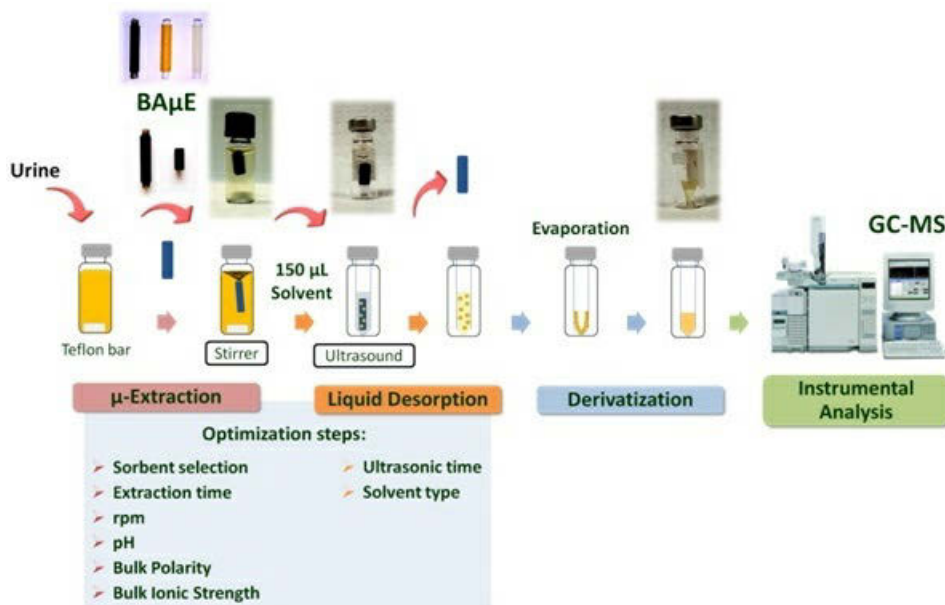 BAµE
Urine
150 µL
Solvent
Evaporation
GC-MS
Teflon bar
Stirrer
Ultrasound
µ-Extraction
Liquid Desorption
Derivatization
Instrumental
Analysis
Optimization steps:
Sorbent selection
Extraction time
rpm
pH
Bulk Polarity
Bulk Ionic Strength
Ultrasonic time
Solvent type